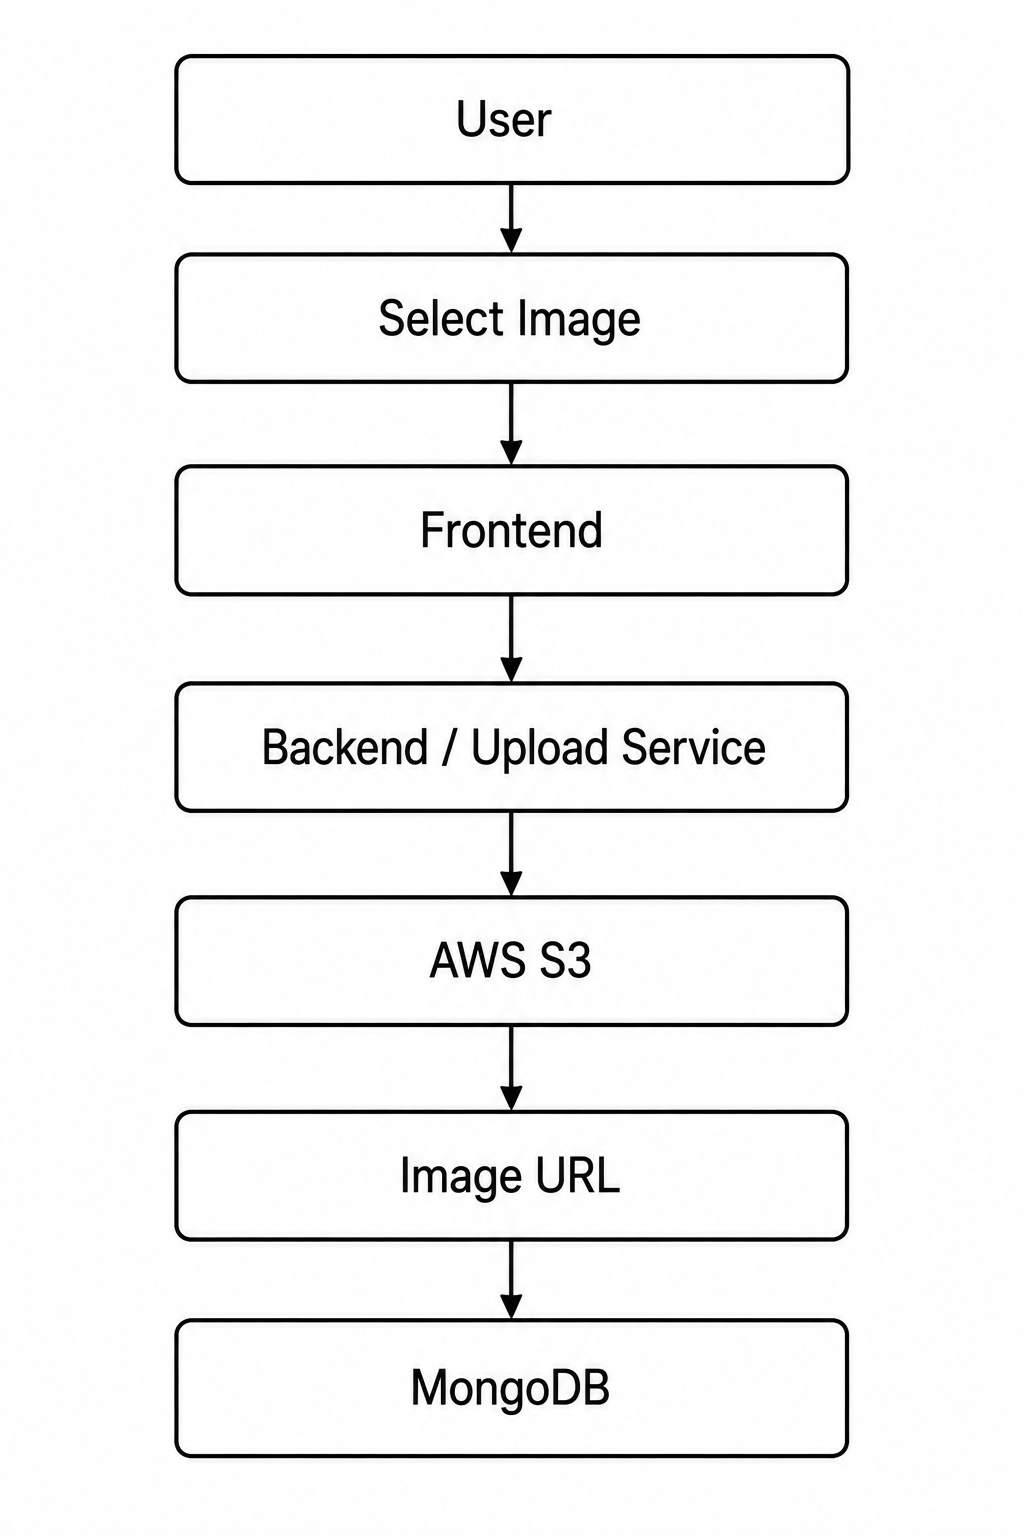 User
Select Image
Frontend
Backend / Upload Service
AWS S3
Image URL
MongoDB